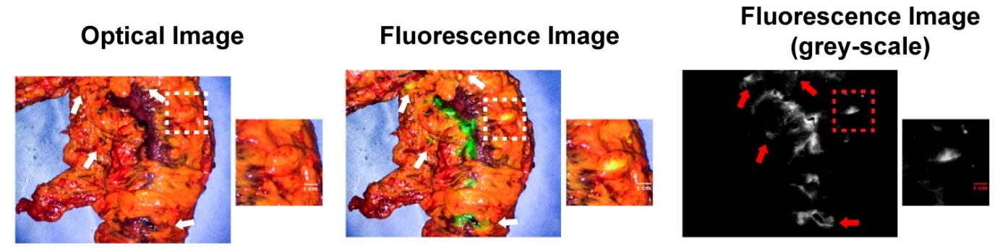 Optical Image
Fluorescence Image
Fluorescence Image
(grey-scale)
1 cm
1 cm
1 cm